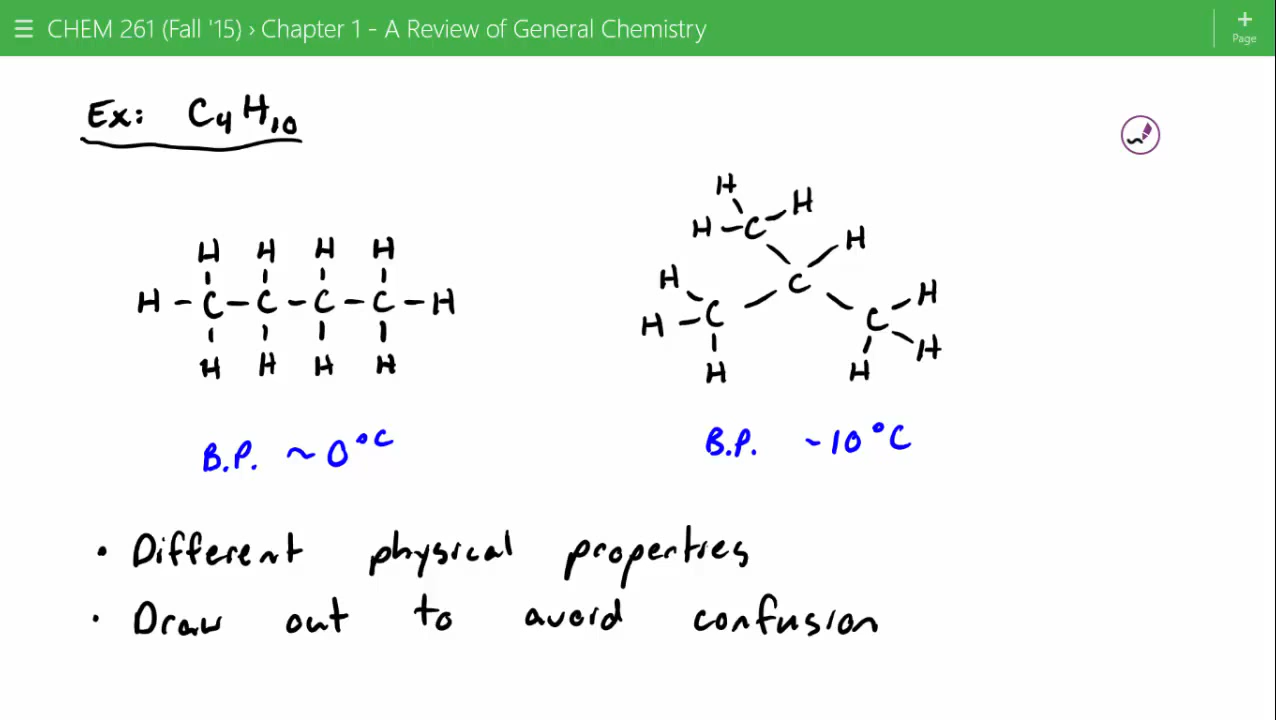 ☰ CHEM 261 (Fall '15) › Chapter 1 - A Review of General Chemistry
+
Page
Ex: C₄H₁₀
H H H H
H - C - C - C - C - H
H H H H
H
H - C - H
H
H
C
H
H - C
H
C - H
H
H
B.P. ~ 0°C
B.P. ~10°C
• Different physical properties
• Draw out to avoid confusion